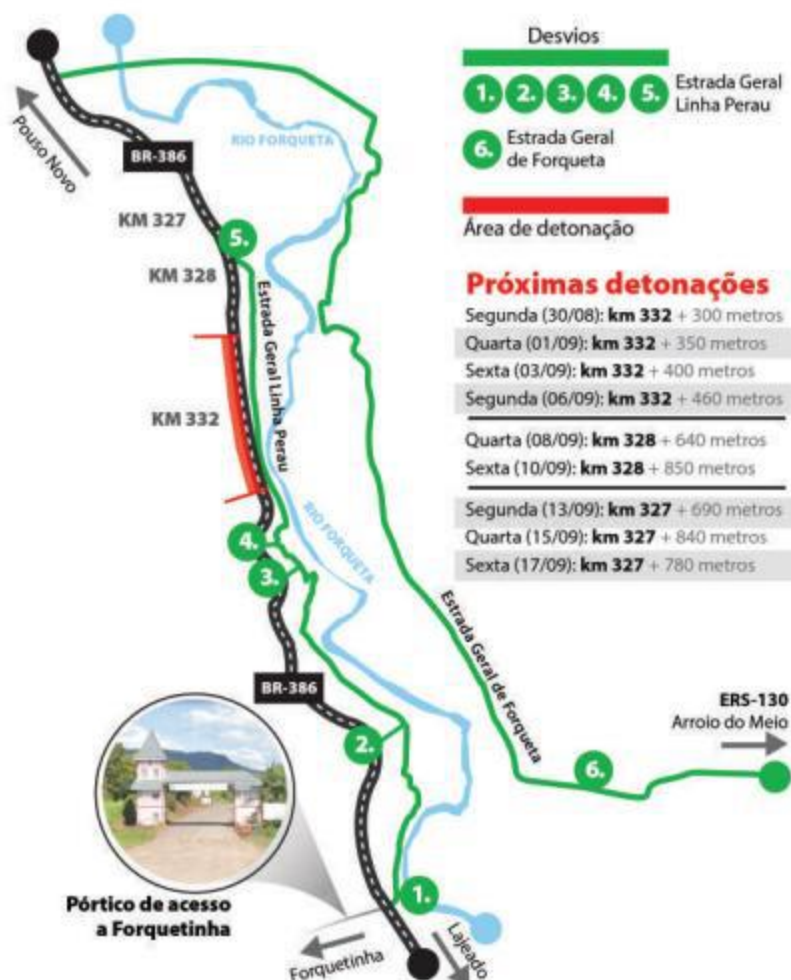 Desvios
1. 2. 3. 4. 5. Estrada Geral
Linha Perau
6. Estrada Geral
de Forqueta
Área de detonação
Próximas detonações
Segunda (30/08): km 332 + 300 metros
Quarta (01/09): km 332 + 350 metros
Sexta (03/09): km 332 + 400 metros
Segunda (06/09): km 332 + 460 metros
Quarta (08/09): km 328 + 640 metros
Sexta (10/09): km 328 + 850 metros
Segunda (13/09): km 327 + 690 metros
Quarta (15/09): km 327 + 840 metros
Sexta (17/09): km 327 + 780 metros
Pouso Novo
BR-386
RIO FORQUETA
KM 327
5.
KM 328
Estrada Geral Linha Perau
KM 332
RIO FORQUETA
4.
3.
Estrada Geral de Forqueta
BR-386
2.
ERS-130
Arroio do Meio
6.
1.
Pórtico de acesso
a Forquetinha
Forquetinha
Lajeado